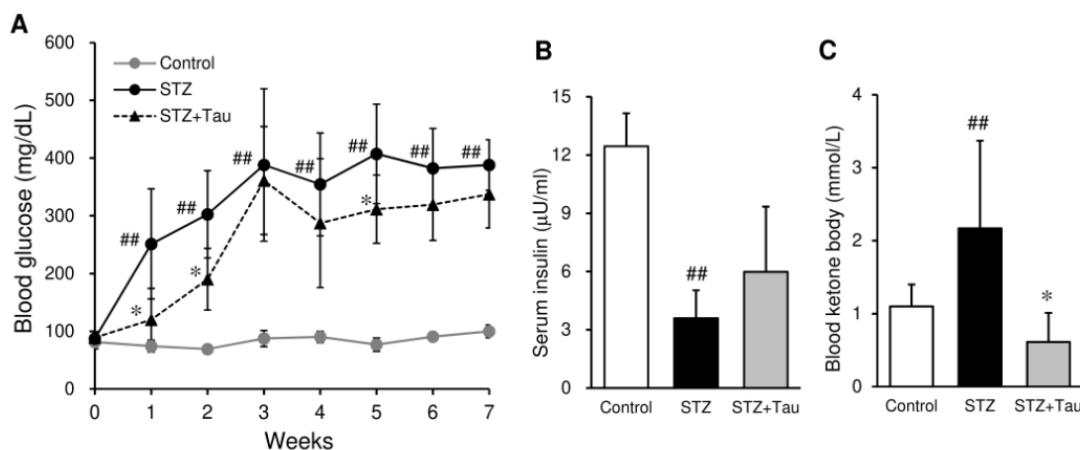 A
600
500
400
300
200
100
0
Blood glucose (mg/dL)
Control
STZ
STZ+Tau
##
##
##
##
##
##
##
*
*
*
0 1 2 3 4 5 6 7
Weeks
B
15
12
9
6
3
0
Serum insulin (μU/ml)
##
Control STZ STZ+Tau
C
4
3
2
1
0
Blood ketone body (mmol/L)
##
*
Control STZ STZ+Tau